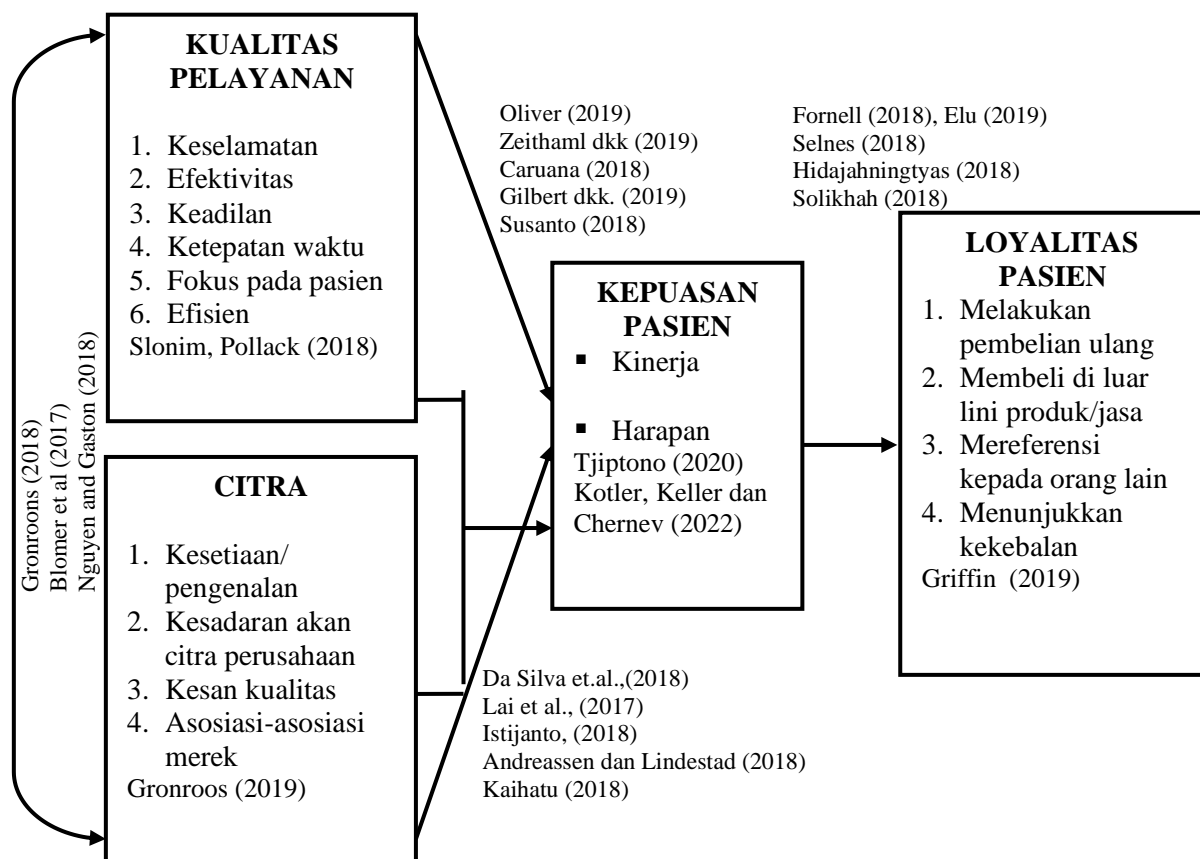 KUALITAS
PELAYANAN
1. Keselamatan
2. Efektivitas
3. Keadilan
4. Ketepatan waktu
5. Fokus pada pasien
6. Efisien
Slonim, Pollack (2018)
Gronroons (2018)
Blomer et al (2017)
Nguyen and Gaston (2018)
CITRA
1. Kesetiaan/
pengenalan
2. Kesadaran akan
citra perusahaan
3. Kesan kualitas
4. Asosiasi-asosiasi
merek
Gronroos (2019)
Oliver (2019)
Zeithaml dkk (2019)
Caruana (2018)
Gilbert dkk. (2019)
Susanto (2018)
KEPUASAN
PASIEN
▪ Kinerja
▪ Harapan
Tjiptono (2020)
Kotler, Keller dan
Chernev (2022)
Da Silva et.al.,(2018)
Lai et al., (2017)
Istijanto, (2018)
Andreassen dan Lindestad (2018)
Kaihatu (2018)
Fornell (2018), Elu (2019)
Selnes (2018)
Hidajahningtyas (2018)
Solikhah (2018)
LOYALITAS
PASIEN
1. Melakukan
pembelian ulang
2. Membeli di luar
lini produk/jasa
3. Mereferensi
kepada orang lain
4. Menunjukkan
kekebalan
Griffin (2019)